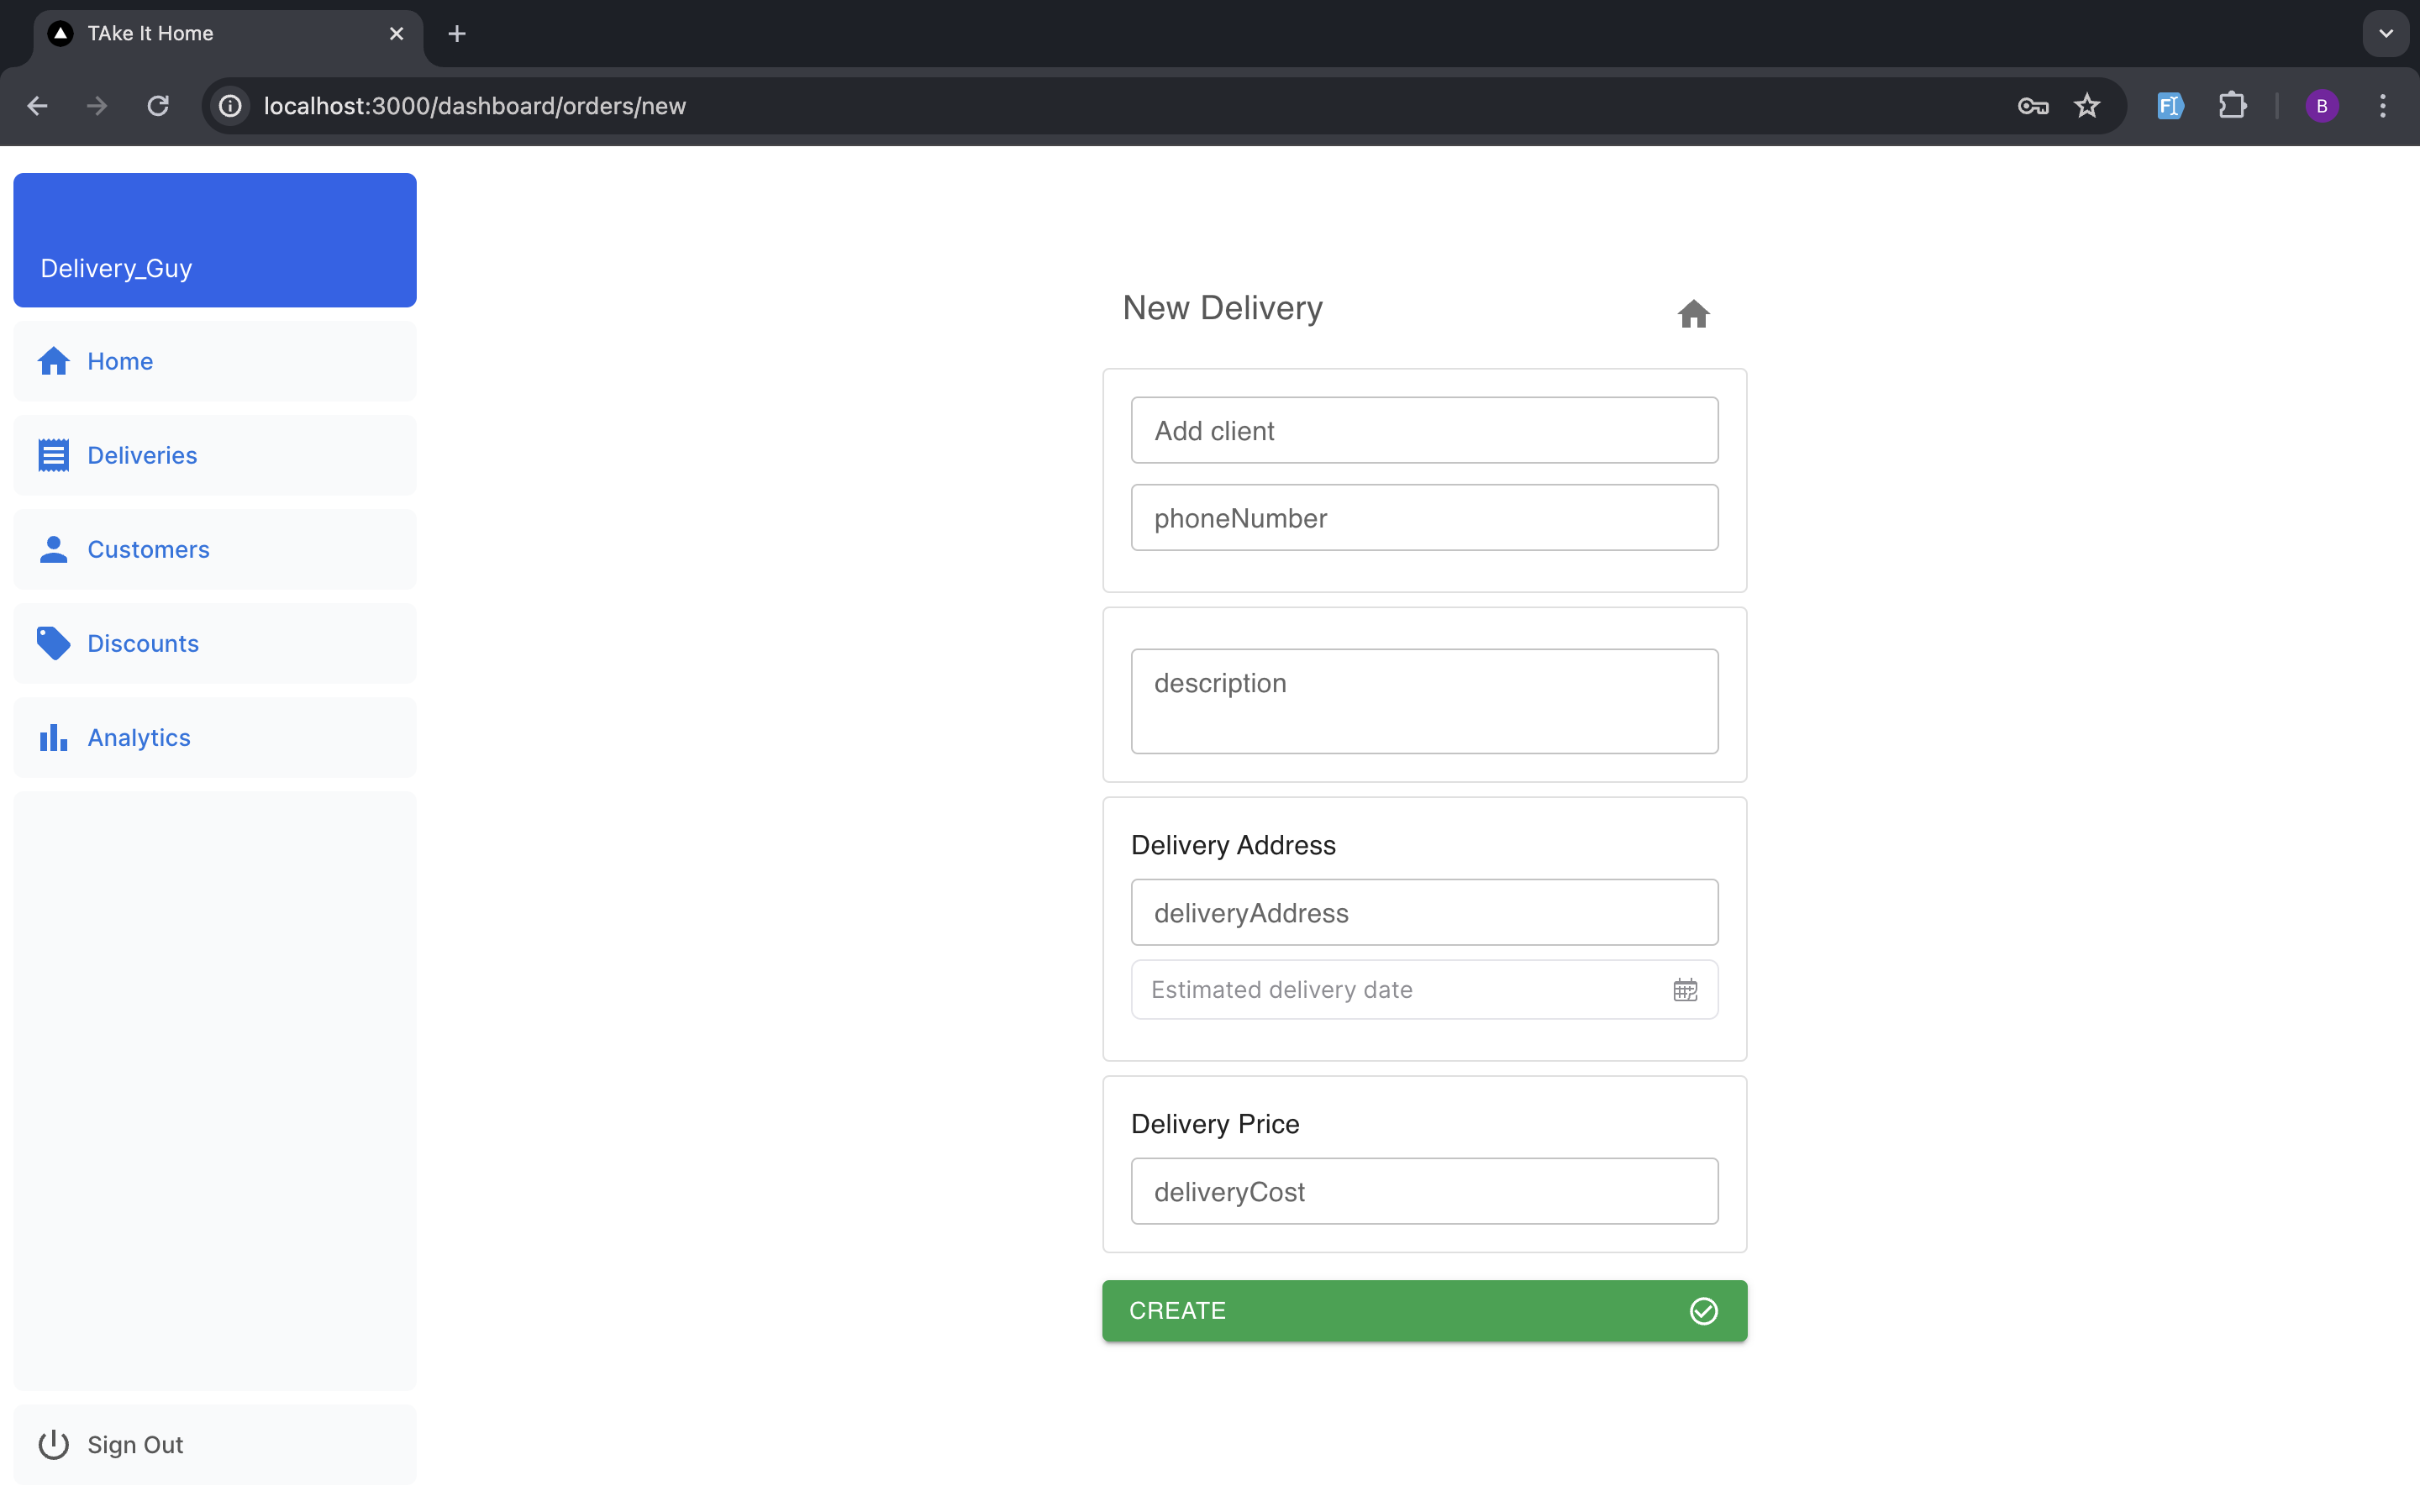 TAke It Home
localhost:3000/dashboard/orders/new
B
Delivery_Guy
Home
Deliveries
Customers
Discounts
Analytics
Sign Out
New Delivery
Add client
phoneNumber
description
Delivery Address
deliveryAddress
Estimated delivery date
Delivery Price
deliveryCost
CREATE